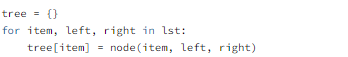 tree = {}
for item, left, right in lst:
    tree[item] = node(item, left, right)